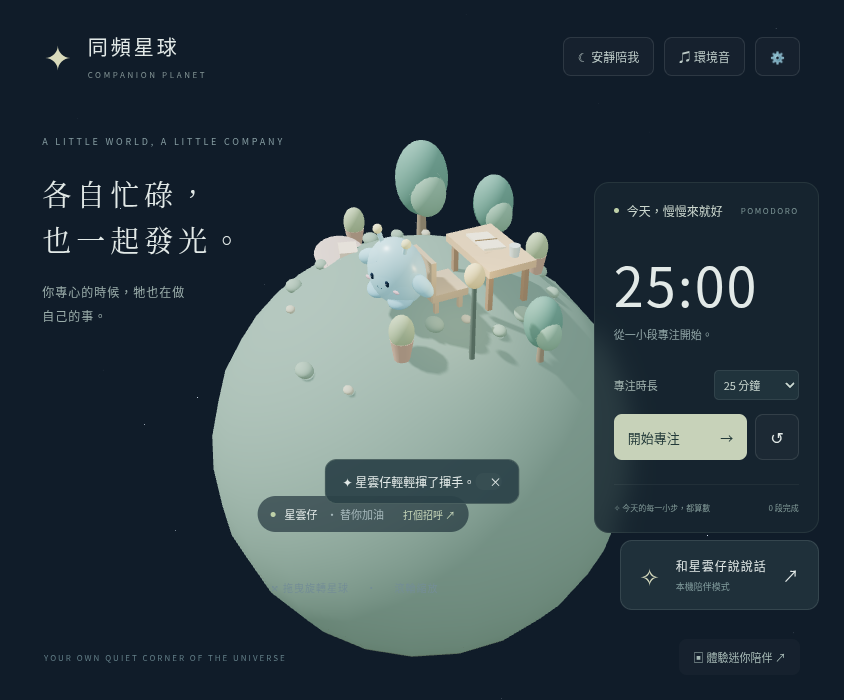 同頻星球
COMPANION PLANET
☾ 安靜陪我
♫ 環境音
A LITTLE WORLD, A LITTLE COMPANY
各自忙碌，
也一起發光。
你專心的時候，牠也在做
自己的事。
今天，慢慢來就好
POMODORO
25:00
從一小段專注開始。
專注時長
25 分鐘
開始專注 →
↺
✧ 今天的每一小步，都算數
0 段完成
✦ 星雲仔輕輕揮了揮手。 ×
星雲仔 · 替你加油 打個招呼 ↗
和星雲仔說說話 ↗
本機陪伴模式
YOUR OWN QUIET CORNER OF THE UNIVERSE
▣ 體驗迷你陪伴 ↗